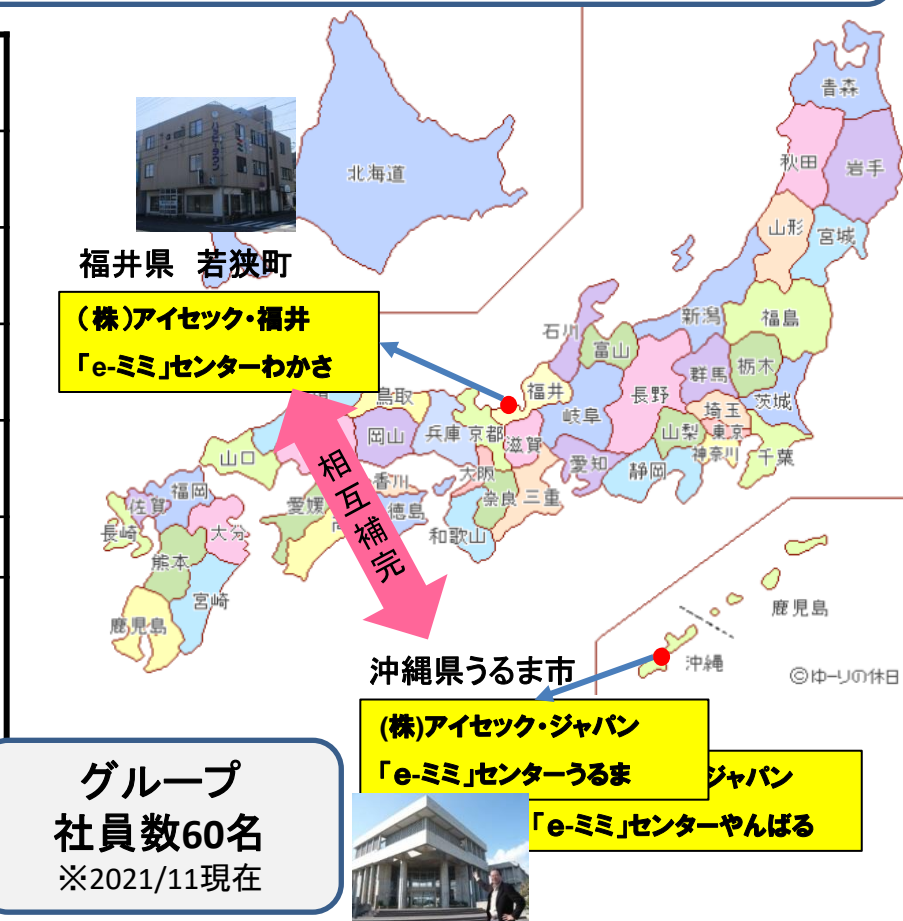 青森
秋田
岩手
山形
宮城
北海道
福井県 若狭町
(株)アイセック・福井
「e-ミミ」センターわかさ
石川
新潟
福島
富山
群馬
栃木
福井
長野
茨城
岐阜
埼玉
山梨
東京
神奈川
千葉
鳥取
岡山
兵庫
京都
滋賀
愛知
静岡
山口
香川
大阪
奈良
三重
愛媛
徳島
和歌山
福岡
佐賀
長崎
大分
熊本
宮崎
鹿児島
相互補完
鹿児島
沖縄
©ゆーりの休日
沖縄県うるま市
(株)アイセック・ジャパン
「e-ミミ」センターうるま
ジャパン
「e-ミミ」センターやんばる
グループ
社員数60名
※2021/11現在